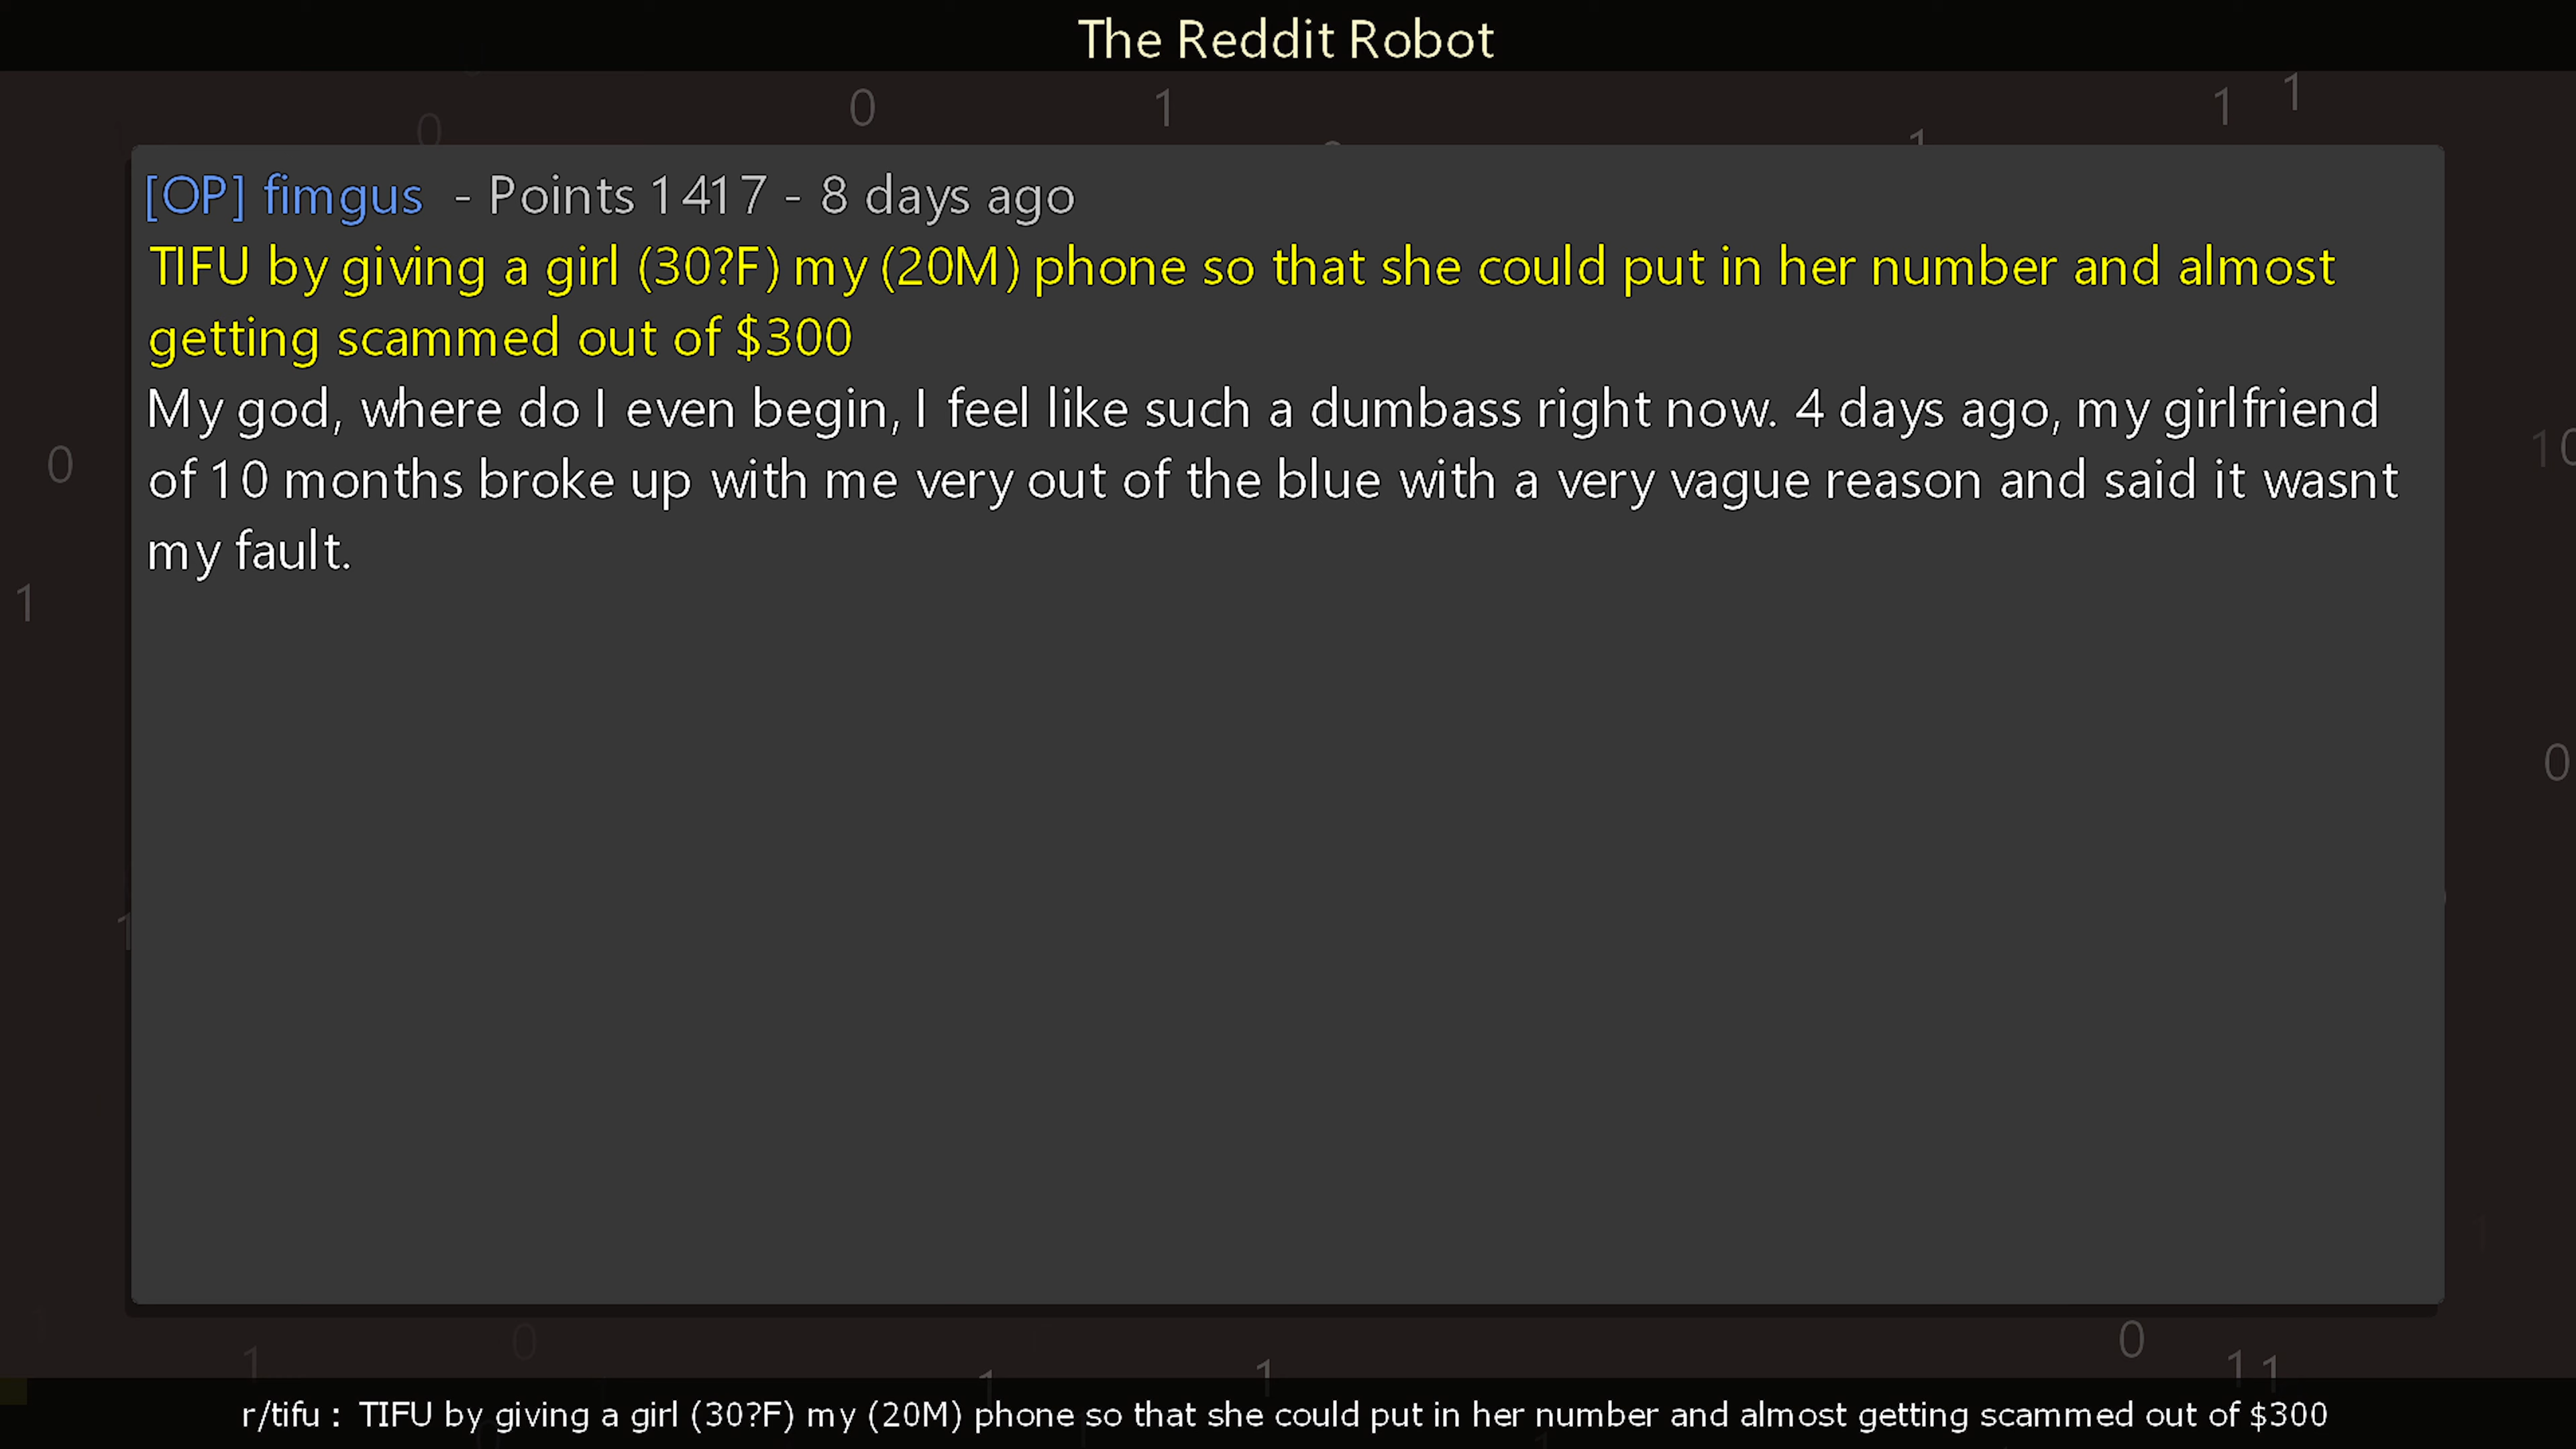 The Reddit Robot
[OP] fimgus - Points 1417 - 8 days ago
TIFU by giving a girl (30?F) my (20M) phone so that she could put in her number and almost
getting scammed out of $300
My god, where do I even begin, I feel like such a dumbass right now. 4 days ago, my girlfriend
of 10 months broke up with me very out of the blue with a very vague reason and said it wasnt
my fault.
r/tifu : TIFU by giving a girl (30?F) my (20M) phone so that she could put in her number and almost getting scammed out of $300